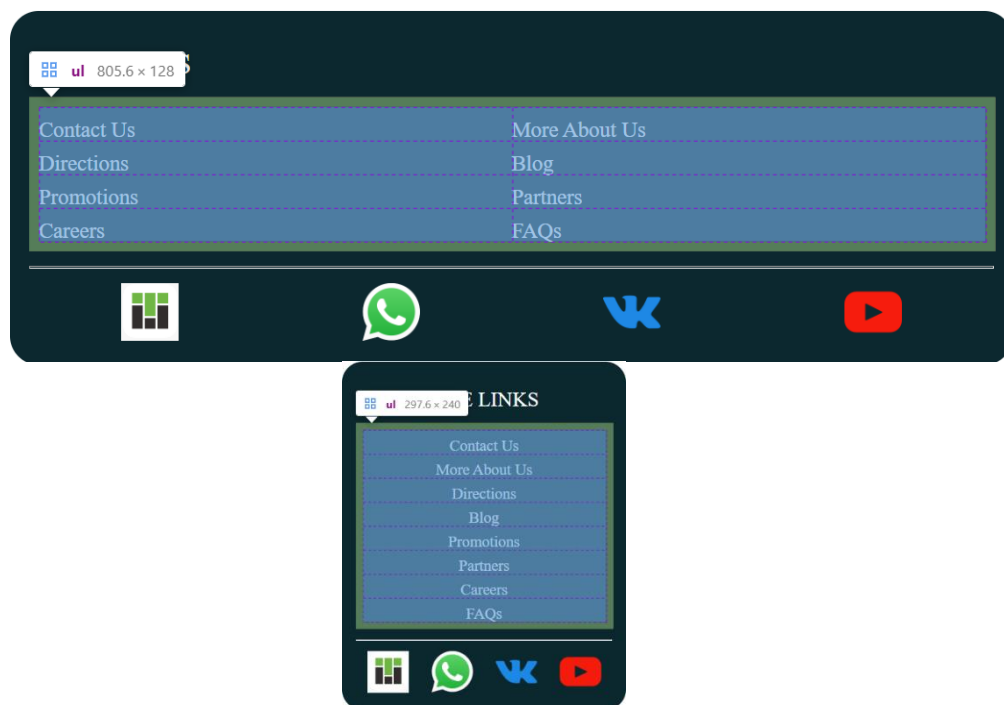 S
ul 805.6 × 128
Contact Us More About Us
Directions Blog
Promotions Partners
Careers FAQs
E LINKS
ul 297.6 × 240
Contact Us
More About Us
Directions
Blog
Promotions
Partners
Careers
FAQs